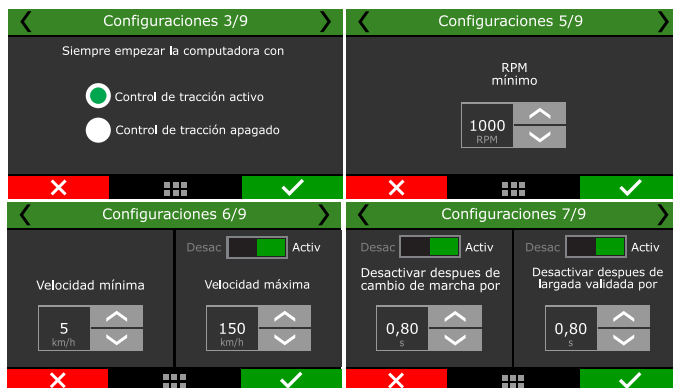 Configuraciones 3/9
Siempre empezar la computadora con
Control de tracción activo
Control de tracción apagado
Configuraciones 5/9
RPM
mínimo
1000
RPM
Configuraciones 6/9
Velocidad mínima
5
km/h
Desac Activ
Velocidad máxima
150
km/h
Configuraciones 7/9
Desac Activ
Desactivar despues de
cambio de marcha por
0,80
s
Desac Activ
Desactivar despues de
largada validada por
0,80
s